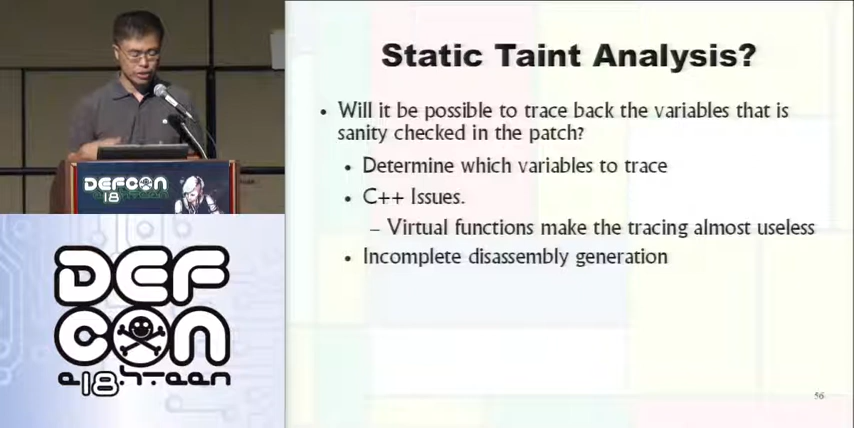 Static Taint Analysis?
• Will it be possible to trace back the variables that is
sanity checked in the patch?
• Determine which variables to trace
• C++ Issues.
– Virtual functions make the tracing almost useless
• Incomplete disassembly generation
56
DEFCON
18
DEF
CON
e18hteen